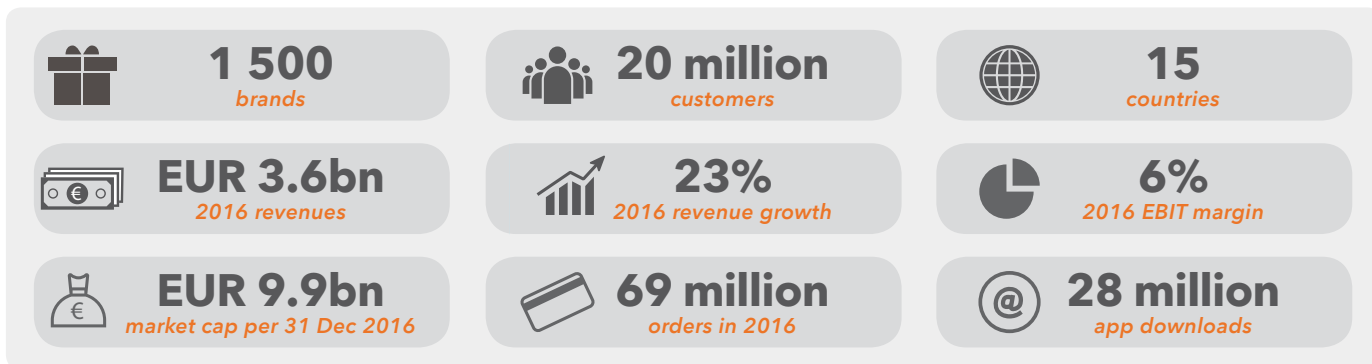 1 500
brands
20 million
customers
15
countries
EUR 3.6bn
2016 revenues
23%
2016 revenue growth
6%
2016 EBIT margin
EUR 9.9bn
market cap per 31 Dec 2016
69 million
orders in 2016
28 million
app downloads